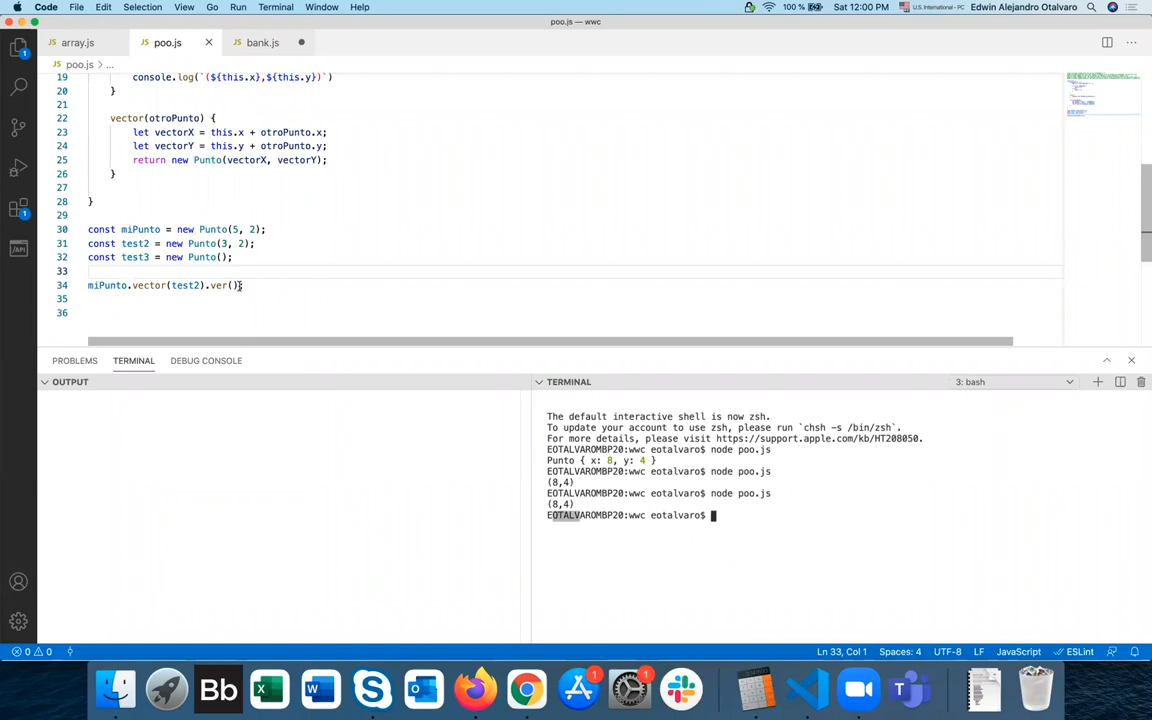 Code File Edit Selection View Go Run Terminal Window Help 100 % Sat 12:00 PM U.S. International - PC Edwin Alejandro Otalvaro
poo.js — wwc
JS array.js JS poo.js × JS bank.js
JS poo.js > ...
19 console.log(`(${this.x},${this.y})`)
20 }
21
22 vector(otroPunto) {
23 let vectorX = this.x + otroPunto.x;
24 let vectorY = this.y + otroPunto.y;
25 return new Punto(vectorX, vectorY);
26 }
27
28 }
29
30 const miPunto = new Punto(5, 2);
31 const test2 = new Punto(3, 2);
32 const test3 = new Punto();
33
34 miPunto.vector(test2).ver();
35
36
PROBLEMS TERMINAL DEBUG CONSOLE
OUTPUT
TERMINAL 3: bash
The default interactive shell is now zsh.
To update your account to use zsh, please run `chsh -s /bin/zsh`.
For more details, please visit https://support.apple.com/kb/HT208050.
EOTALVAROMBP20:wwc eotalvaro$ node poo.js
Punto { x: 8, y: 4 }
EOTALVAROMBP20:wwc eotalvaro$ node poo.js
(8,4)
EOTALVAROMBP20:wwc eotalvaro$ node poo.js
(8,4)
EOTALVAROMBP20:wwc eotalvaro$
0 0 Ln 33, Col 1 Spaces: 4 UTF-8 LF JavaScript ESLint
Bb